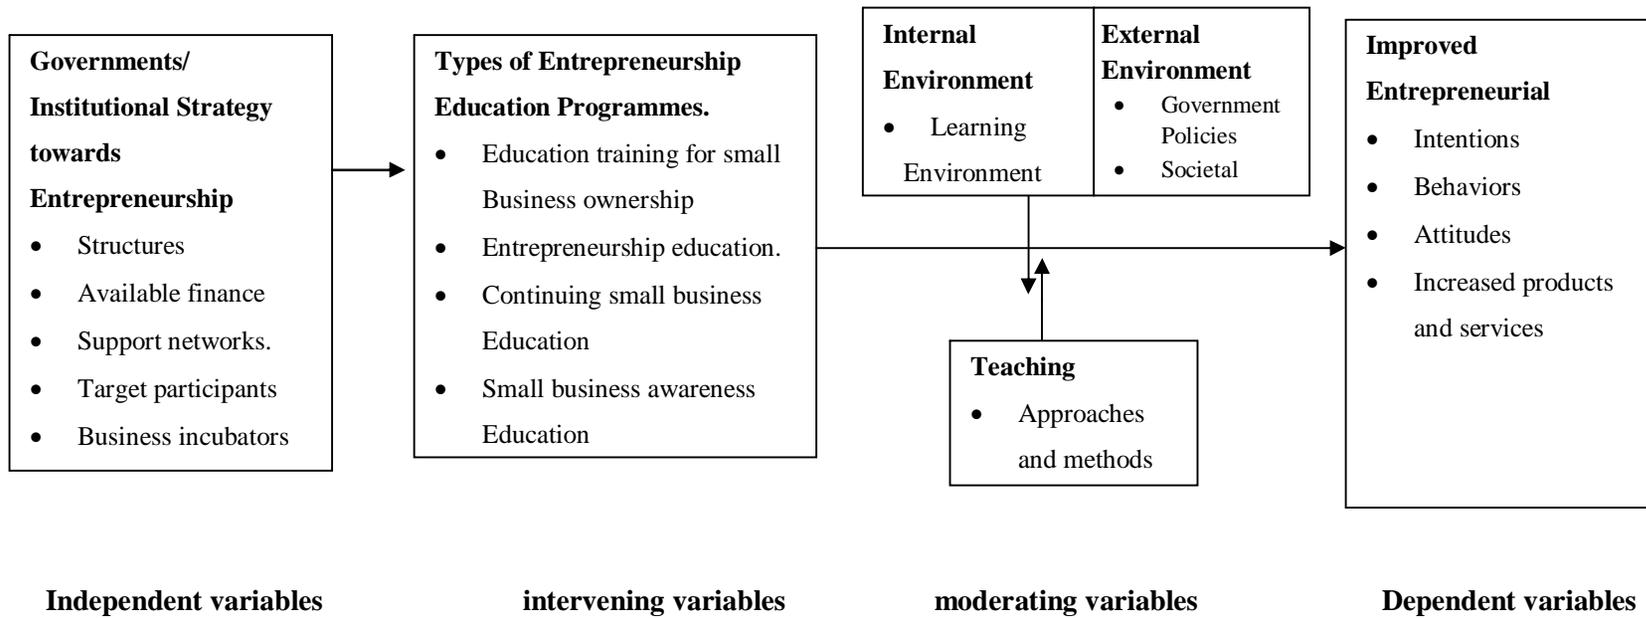 Governments/
Institutional Strategy
towards
Entrepreneurship
• Structures
• Available finance
• Support networks.
• Target participants
• Business incubators
Types of Entrepreneurship
Education Programmes.
• Education training for small
Business ownership
• Entrepreneurship education.
• Continuing small business
Education
• Small business awareness
Education
Internal
Environment
• Learning
Environment
External
Environment
• Government
Policies
• Societal
Teaching
• Approaches
and methods
Improved
Entrepreneurial
• Intentions
• Behaviors
• Attitudes
• Increased products
and services
Independent variables
intervening variables
moderating variables
Dependent variables